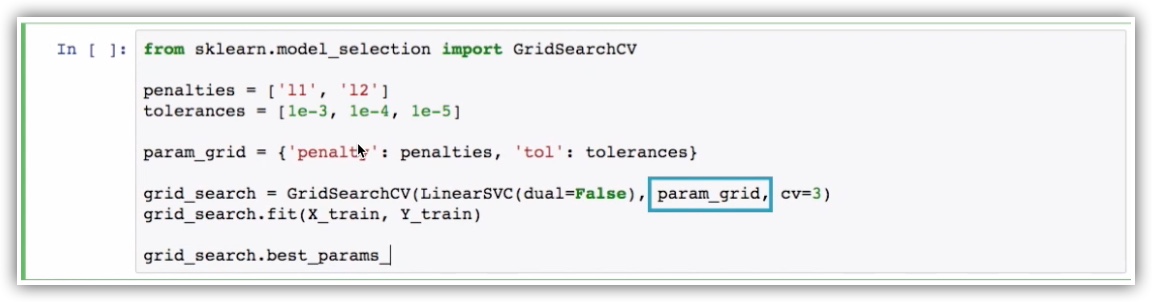 In [ ]: from sklearn.model_selection import GridSearchCV
penalties = ['l1', 'l2']
tolerances = [1e-3, 1e-4, 1e-5]
param_grid = {'penalty': penalties, 'tol': tolerances}
grid_search = GridSearchCV(LinearSVC(dual=False), param_grid, cv=3)
grid_search.fit(X_train, Y_train)
grid_search.best_params_